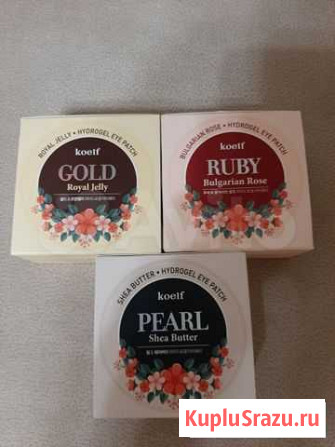 ROYAL JELLY • HYDROGEL EYE PATCH
koelf
GOLD
Royal Jelly
BULGARIAN ROSE • HYDROGEL EYE PATCH
koelf
RUBY
Bulgarian Rose
SHEA BUTTER • HYDROGEL EYE PATCH
koelf
PEARL
Shea Butter
KupluSrazu.ru